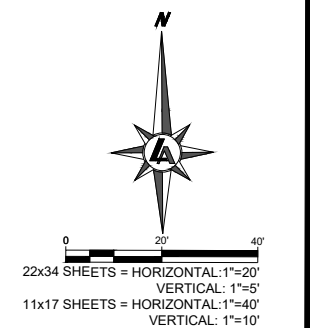 N
LA
0 20' 40'
22x34 SHEETS = HORIZONTAL:1"=20'
VERTICAL: 1"=5'
11x17 SHEETS = HORIZONTAL:1"=40'
VERTICAL: 1"=10'